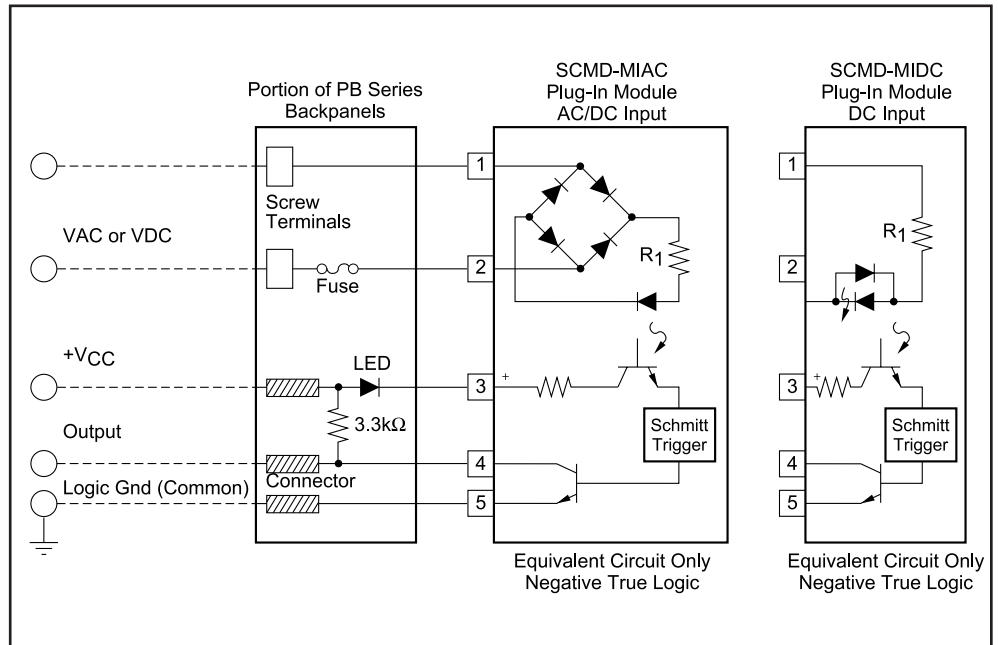 Portion of PB Series
Backpanels
SCMD-MIAC
Plug-In Module
AC/DC Input
SCMD-MIDC
Plug-In Module
DC Input
1
1
Screw
Terminals
VAC or VDC
R1
R1
2
2
Fuse
+VCC
LED
3
+
3
+
3.3kΩ
Schmitt
Trigger
Schmitt
Trigger
Output
4
4
Connector
Logic Gnd (Common)
5
5
Equivalent Circuit Only
Negative True Logic
Equivalent Circuit Only
Negative True Logic